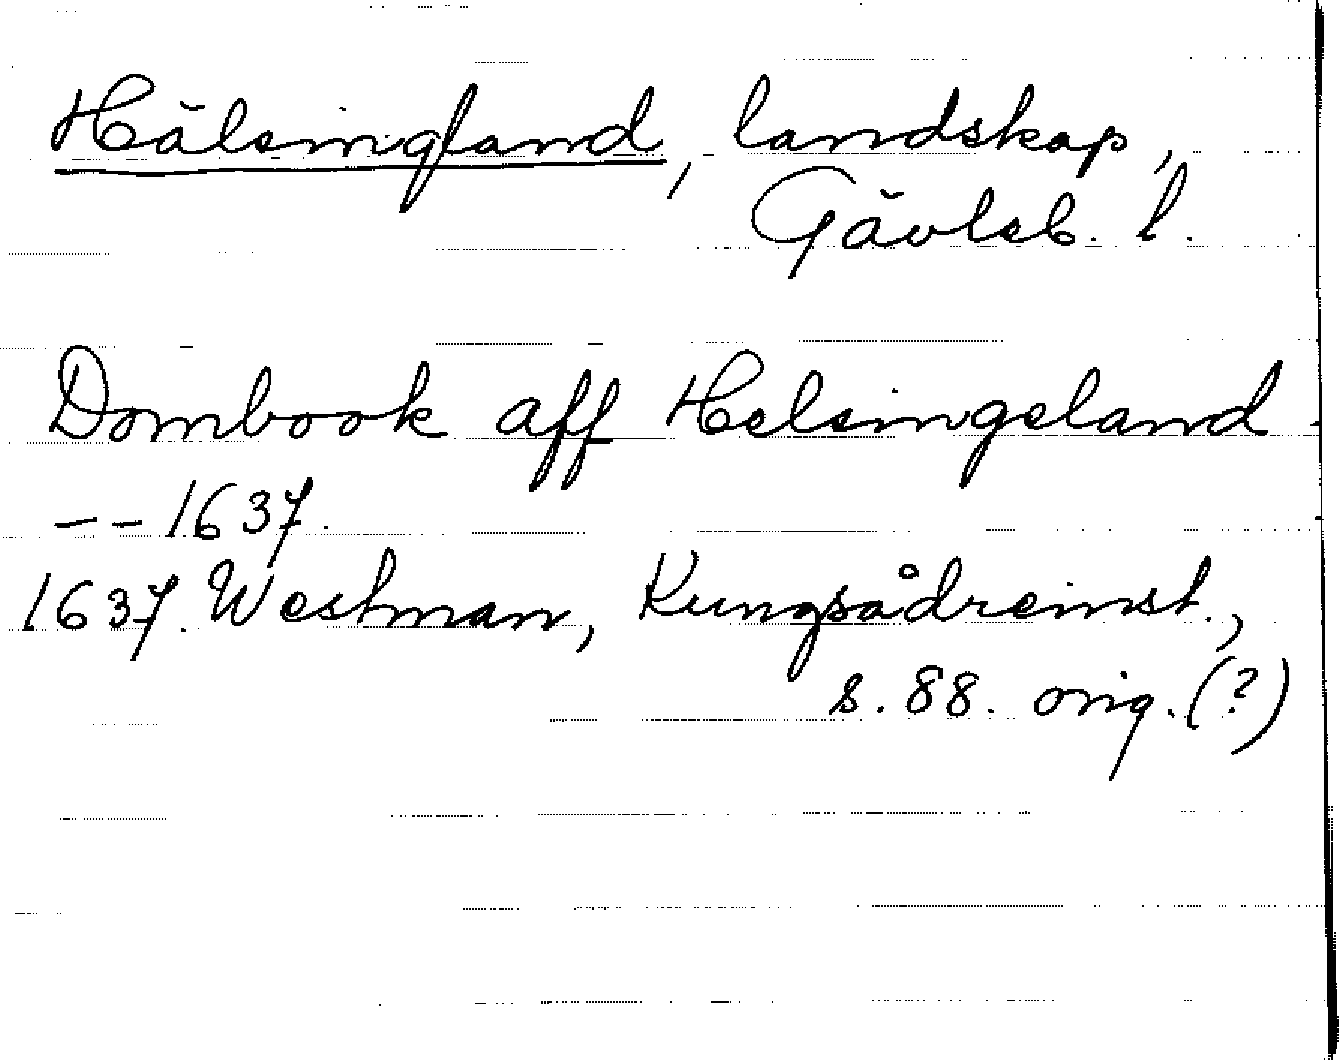 Hälsingland, landskap,
Gävleb. l.
Dombook aff Helsingeland -
-- 1637.
1637. Westman, Kungsådreinst.,
s. 88. orig. (?)